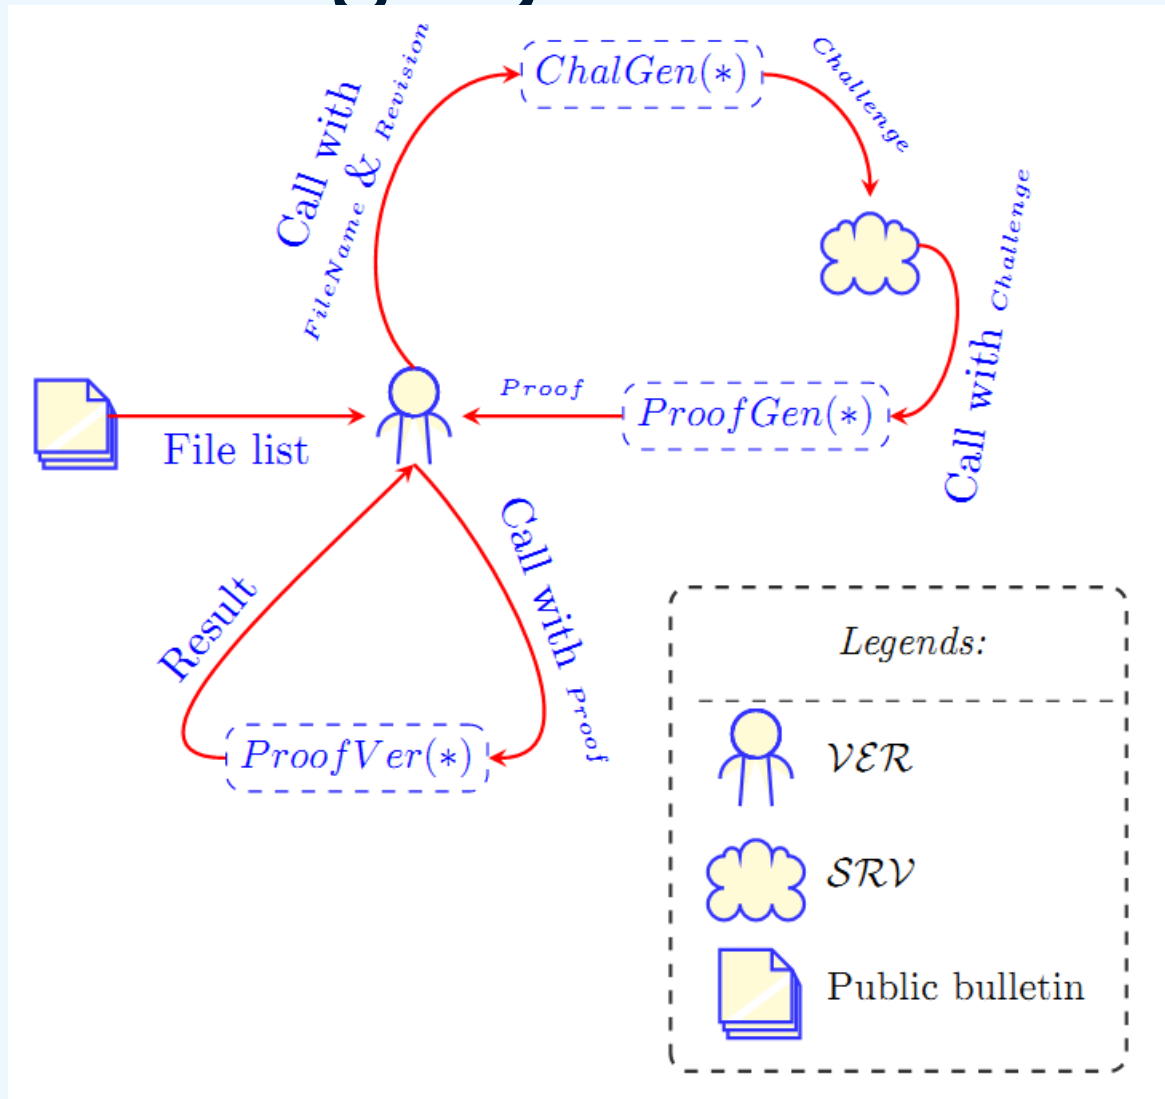 ChalGen(*)
Challenge
Call with
FileName & Revision
Call with Challenge
Proof
ProofGen(*)
File list
Call with Proof
Result
ProofVer(*)
Legends:
𝒱ℰℛ
𝒮ℛ𝒱
Public bulletin